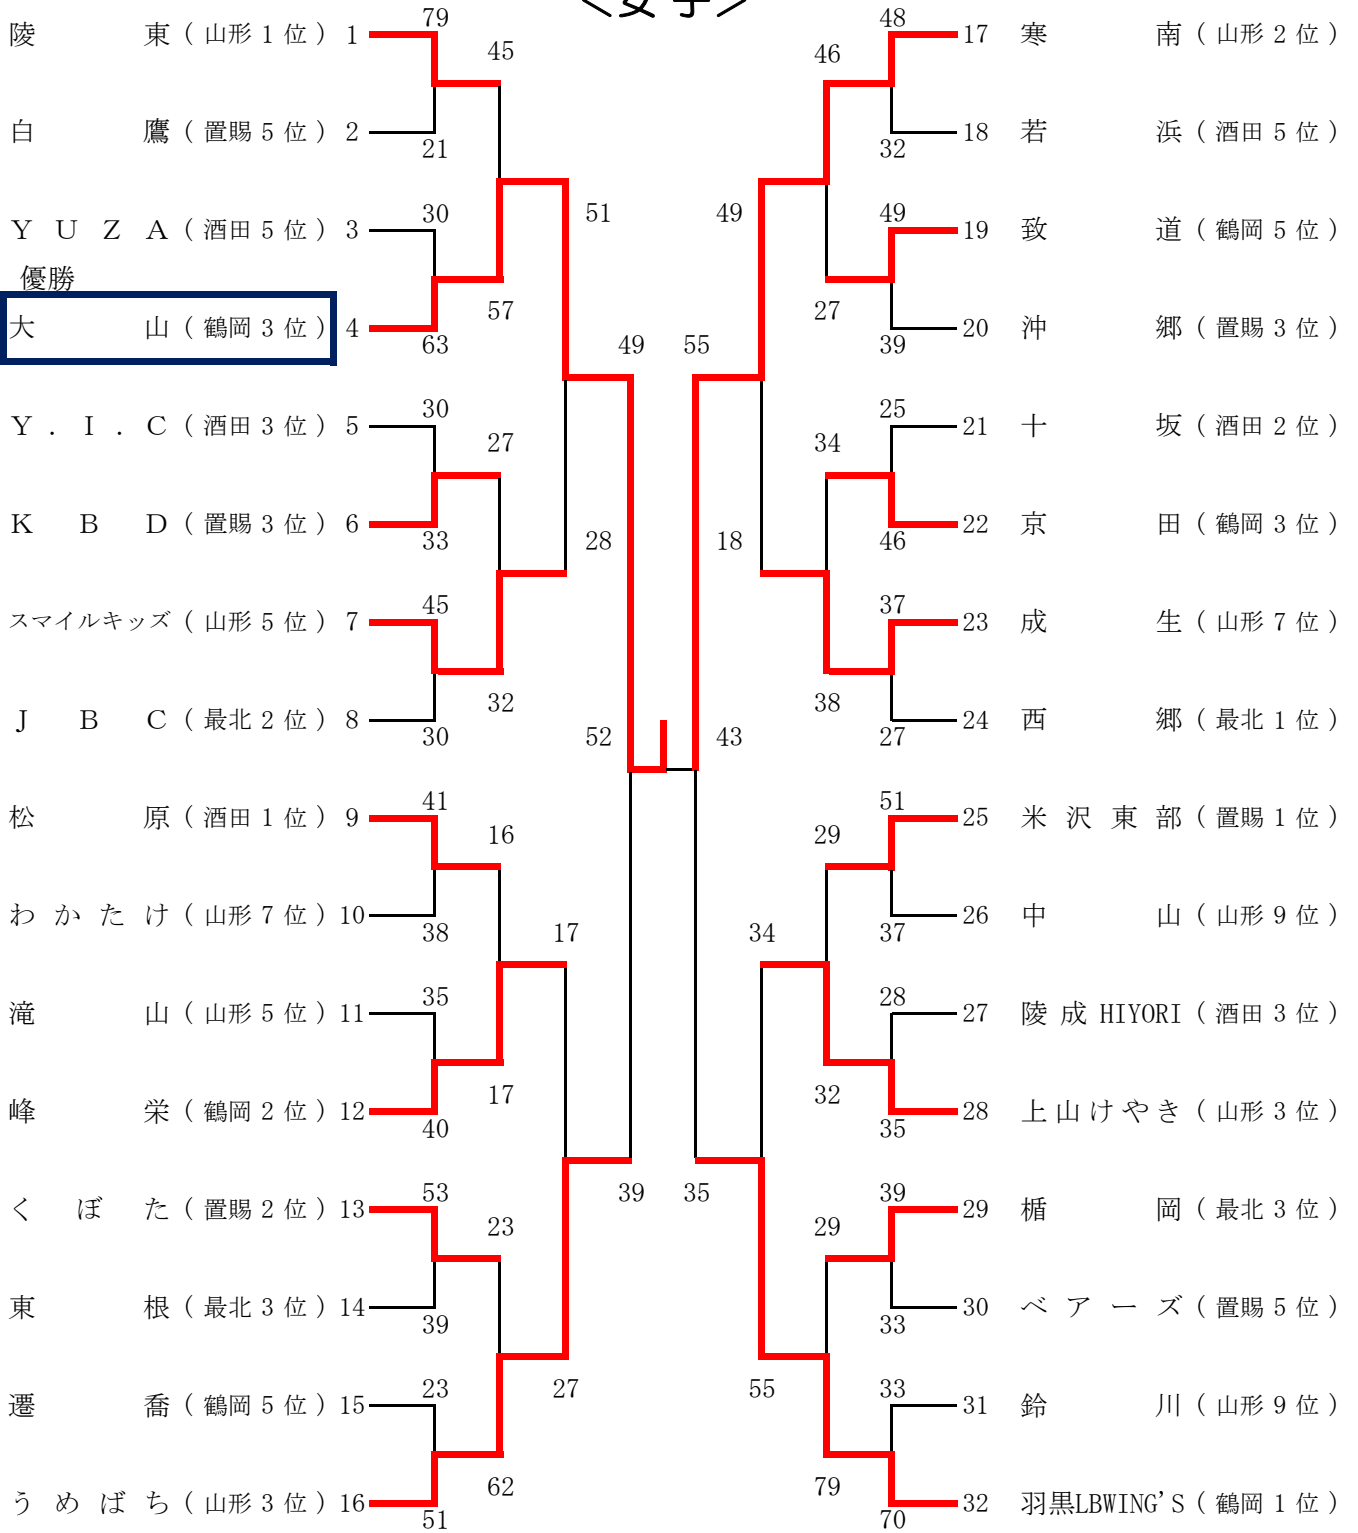 <女子>
79
陵東(山形1位) 1
45
白鷹(置賜5位) 2
21
30
YUZA(酒田5位) 3
51
優勝
大山(鶴岡3位) 4
57
63
49
30
Y.I.C(酒田3位) 5
27
KBD(置賜3位) 6
33
28
45
スマイルキッズ(山形5位) 7
32
JBC(最北2位) 8
30
52
41
松原(酒田1位) 9
16
わかたけ(山形7位) 10
38
17
35
滝山(山形5位) 11
17
峰栄(鶴岡2位) 12
40
39
53
くぼた(置賜2位) 13
23
東根(最北3位) 14
39
23
遷喬(鶴岡5位) 15
27
62
うめばち(山形3位) 16
51
48
17 寒南(山形2位)
46
18 若浜(酒田5位)
32
49
49
19 致道(鶴岡5位)
27
20 沖郷(置賜3位)
39
55
25
21 十坂(酒田2位)
34
22 京田(鶴岡3位)
46
18
37
23 成生(山形7位)
38
24 西郷(最北1位)
27
43
51
25 米沢東部(置賜1位)
29
26 中山(山形9位)
37
34
28
27 陵成HIYORI(酒田3位)
32
28 上山けやき(山形3位)
35
35
39
29 楯岡(最北3位)
29
30 ベアーズ(置賜5位)
33
55
33
31 鈴川(山形9位)
79
32 羽黒LBWING'S(鶴岡1位)
70